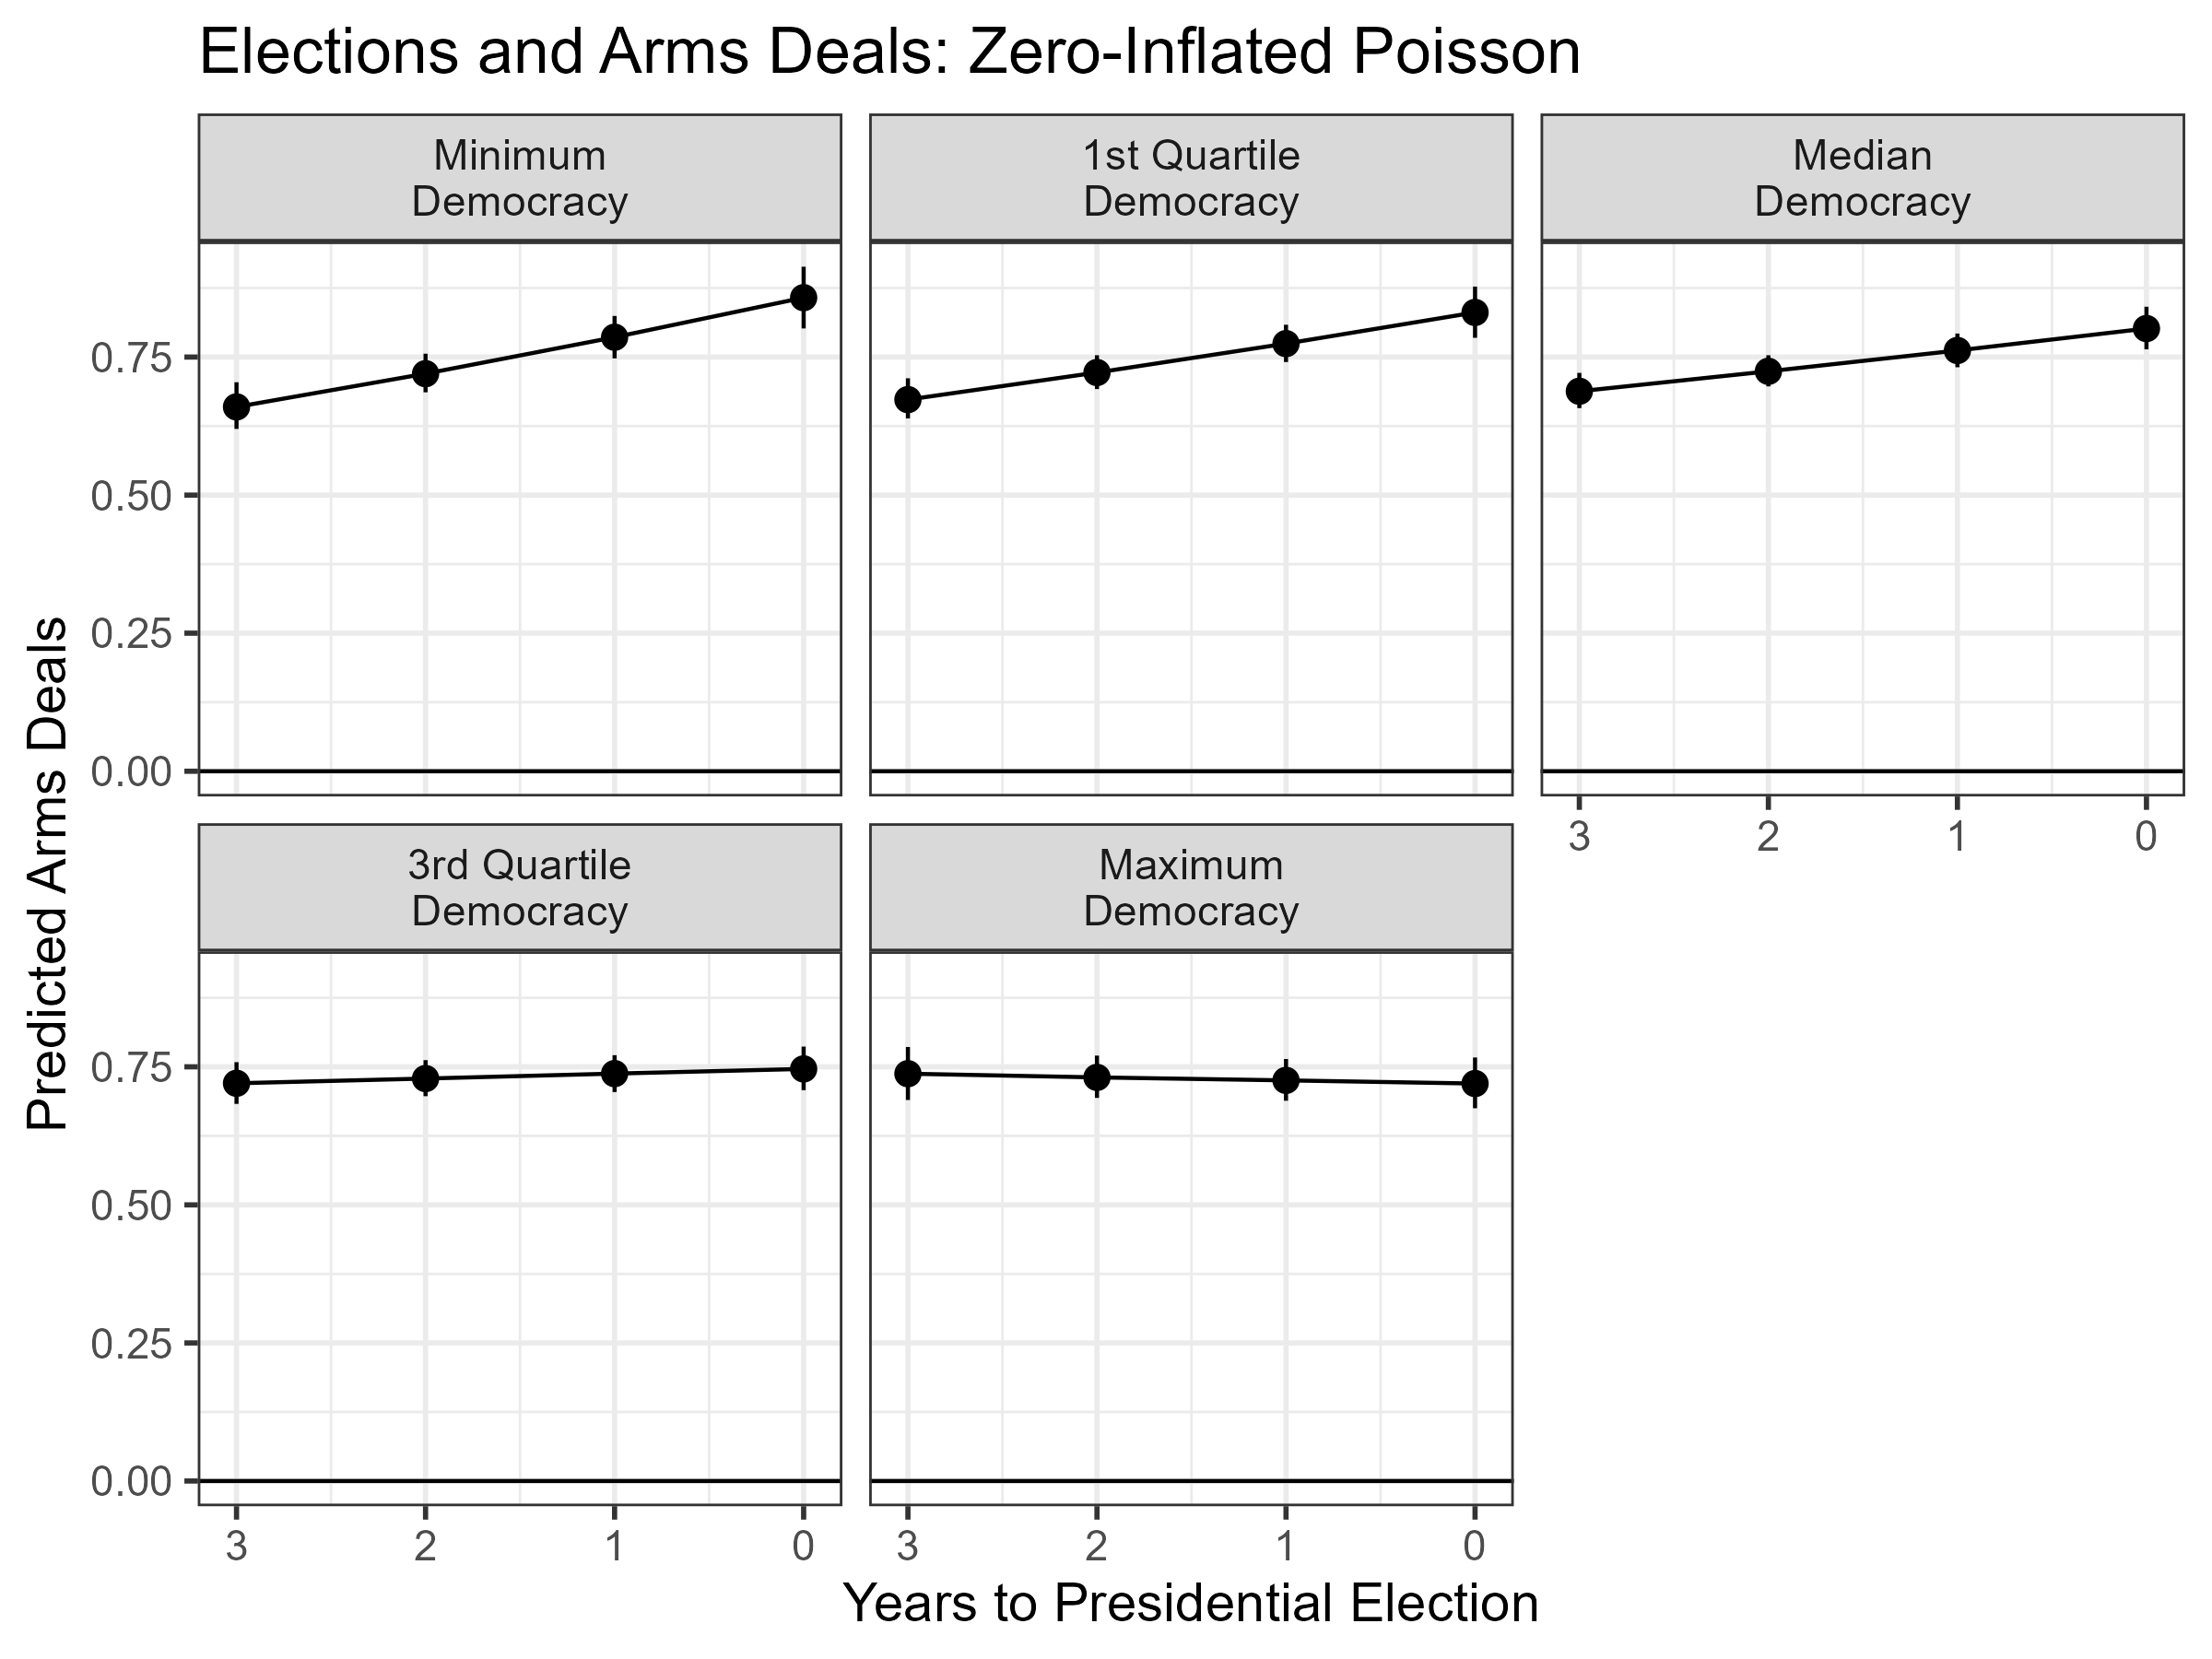 Elections and Arms Deals: Zero-Inflated Poisson
Minimum
Democracy
1st Quartile
Democracy
Median
Democracy
0.75
0.50
0.25
0.00
3 2 1 0
3rd Quartile
Democracy
Maximum
Democracy
0.75
0.50
0.25
0.00
3 2 1 0
3 2 1 0
Predicted Arms Deals
Years to Presidential Election